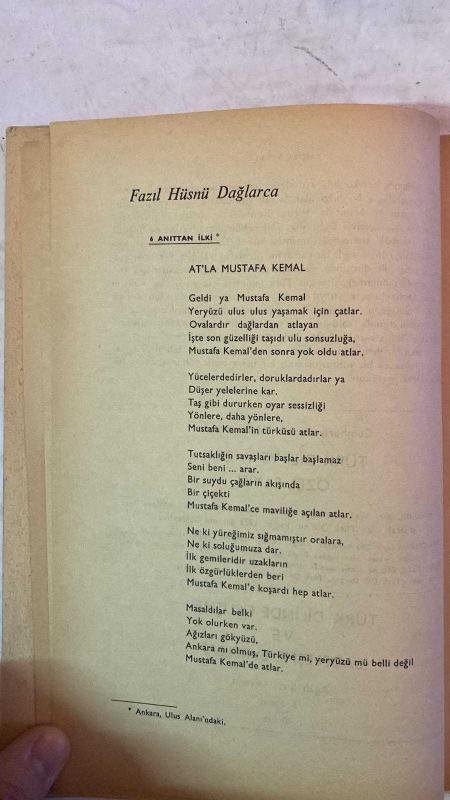 Fazıl Hüsnü Dağlarca
6 ANITTAN İLKİ *
AT'LA MUSTAFA KEMAL
Geldi ya Mustafa Kemal
Yeryüzü ulus ulus yaşamak için çatlar.
Ovalardır dağlardan atlayan
İşte son güzelliği taşıdı ulu sonsuzluğa,
Mustafa Kemal'den sonra yok oldu atlar.
Yücelerdedirler, doruklardadırlar ya
Düşer yelelerine kar.
Taş gibi dururken oyar sessizliği
Yönlere, daha yönlere,
Mustafa Kemal'in türküsü atlar.
Tutsaklığın savaşları başlar başlamaz
Seni beni ... arar.
Bir suydu çağların akışında
Bir çiçekti
Mustafa Kemal'ce maviliğe açılan atlar.
Ne ki yüreğimiz sığmamıştır oralara,
Ne ki soluğumuza dar.
İlk gemileridir uzakların
İlk özgürlüklerden beri
Mustafa Kemal'e koşardı hep atlar.
Masaldılar belki
Yok olurken var.
Ağızları gökyüzü,
Ankara mı olmuş, Türkiye mi, yeryüzü mü belli değil
Mustafa Kemal'de atlar.
* Ankara, Ulus Alanı'ndaki.